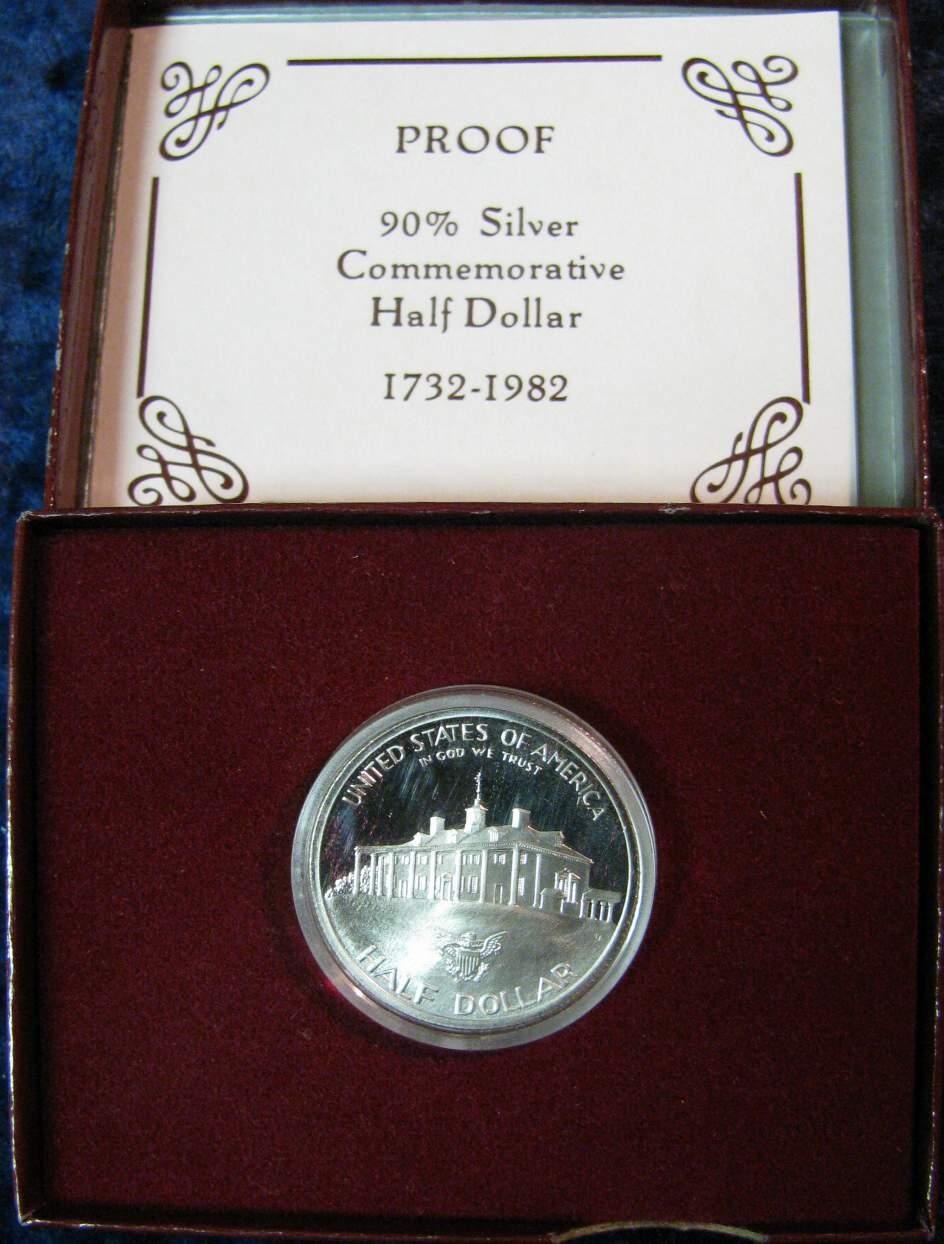 PROOF
90% Silver
Commemorative
Half Dollar
1732-1982
UNITED STATES OF AMERICA
IN GOD WE TRUST
HALF DOLLAR